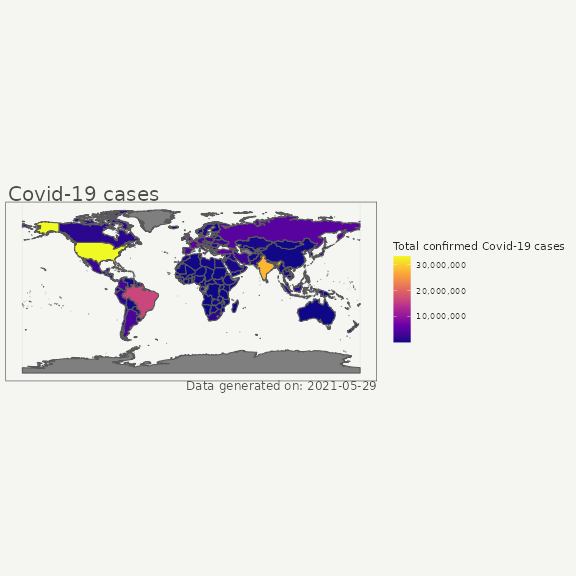 Covid-19 cases
Total confirmed Covid-19 cases
30,000,000
20,000,000
10,000,000
Data generated on: 2021-05-29